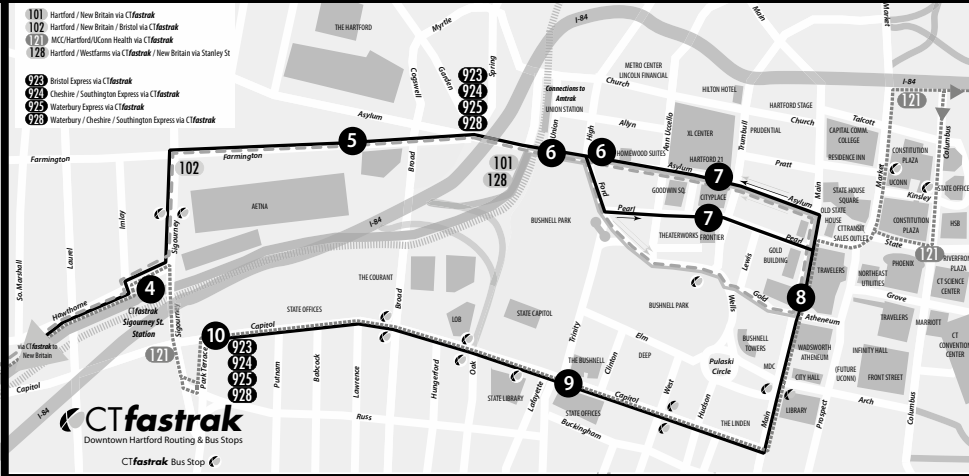 101 Hartford / New Britain via CTfastrak
102 Hartford / New Britain / Bristol via CTfastrak
121 MCC/Hartford/UConn Health via CTfastrak
128 Hartford / Westfarms via CTfastrak / New Britain via Stanley St
923 Bristol Express via CTfastrak
924 Cheshire / Southington Express via CTfastrak
925 Waterbury Express via CTfastrak
928 Waterbury / Cheshire / Southington Express via CTfastrak
THE HARTFORD
Myrtle
I-84
Main
Market
Cogswell
Garden
Spring
923
924
925
928
METRO CENTER
LINCOLN FINANCIAL
Church
Connections to
Amtrak
UNION STATION
HILTON HOTEL
I-84
121
HARTFORD STAGE
Church
Talcott
Asylum
Allyn
Union
High
Ann Uccello
XL CENTER
Trumbull
PRUDENTIAL
CAPITAL COMM.
COLLEGE
RESIDENCE INN
CONSTITUTION
PLAZA
Columbus
Market
5
6
6
HOMEWOOD SUITES
HARTFORD 21
Asylum
Pratt
Farmington
Farmington
102
Broad
101
128
7
UCONN
Kinsley
STATE OFFICE
GOODWIN SQ
CITYPLACE
Main
STATE HOUSE
SQUARE
Asylum
OLD STATE
HOUSE
AETNA
Ford
Pearl
7
BUSHNELL PARK
THEATERWORKS
FRONTIER
Pearl
CTTRANSIT
SALES OUTLET
CONSTITUTION
PLAZA
HSB
State
Imlay
Sigourney
I-84
Laurel
So. Marshall
Lewis
GOLD
BUILDING
TRAVELERS
PHOENIX
121
RIVERFRONT
PLAZA
CT SCIENCE
CENTER
NORTHEAST
UTILITIES
Hawthorne
4
CTfastrak
Sigourney St.
Station
THE COURANT
Broad
BUSHNELL PARK
Wells
Gold
8
Atheneum
Grove
TRAVELERS
MARRIOTT
Sigourney
STATE OFFICES
LOB
STATE CAPITOL
via CTfastrak to
New Britain
10
Capitol
Trinity
Elm
BUSHNELL
TOWERS
WADSWORTH
ATHENEUM
INFINITY HALL
CT
CONVENTION
CENTER
121
923
924
925
928
Park Terrace
THE BUSHNELL
Clinton
DEEP
Pulaski
Circle
MDC
CITY HALL
(FUTURE
UCONN)
FRONT STREET
Capitol
Putnam
Babcock
Lawrence
Hungerford
Oak
Lafayette
9
Capitol
West
Hudson
Main
Prospect
Arch
Columbus
STATE LIBRARY
STATE OFFICES
LIBRARY
THE LINDEN
I-84
Russ
Buckingham
CTfastrak
Downtown Hartford Routing & Bus Stops
CTfastrak Bus Stop